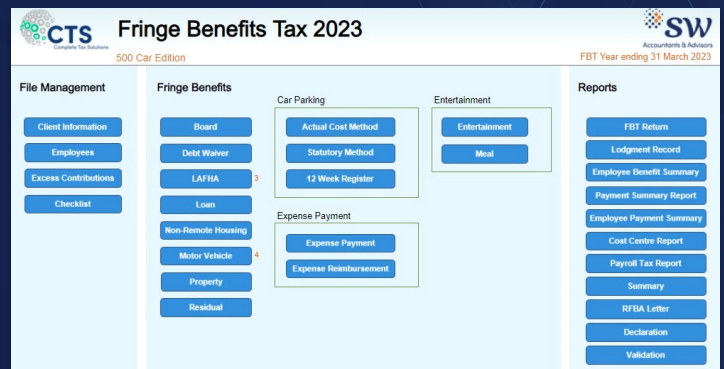 CTS
Complete Tax Solutions
Fringe Benefits Tax 2023
500 Car Edition
SW
Accountants & Advisors
FBT Year ending 31 March 2023
File Management
Client Information
Employees
Excess Contributions
Checklist
Fringe Benefits
Board
Debt Waiver
LAFHA 3
Loan
Non-Remote Housing
Motor Vehicle 4
Property
Residual
Car Parking
Actual Cost Method
Statutory Method
12 Week Register
Expense Payment
Expense Payment
Expense Reimbursement
Entertainment
Entertainment
Meal
Reports
FBT Return
Lodgment Record
Employee Benefit Summary
Payment Summary Report
Employee Payment Summary
Cost Centre Report
Payroll Tax Report
Summary
RFBA Letter
Declaration
Validation